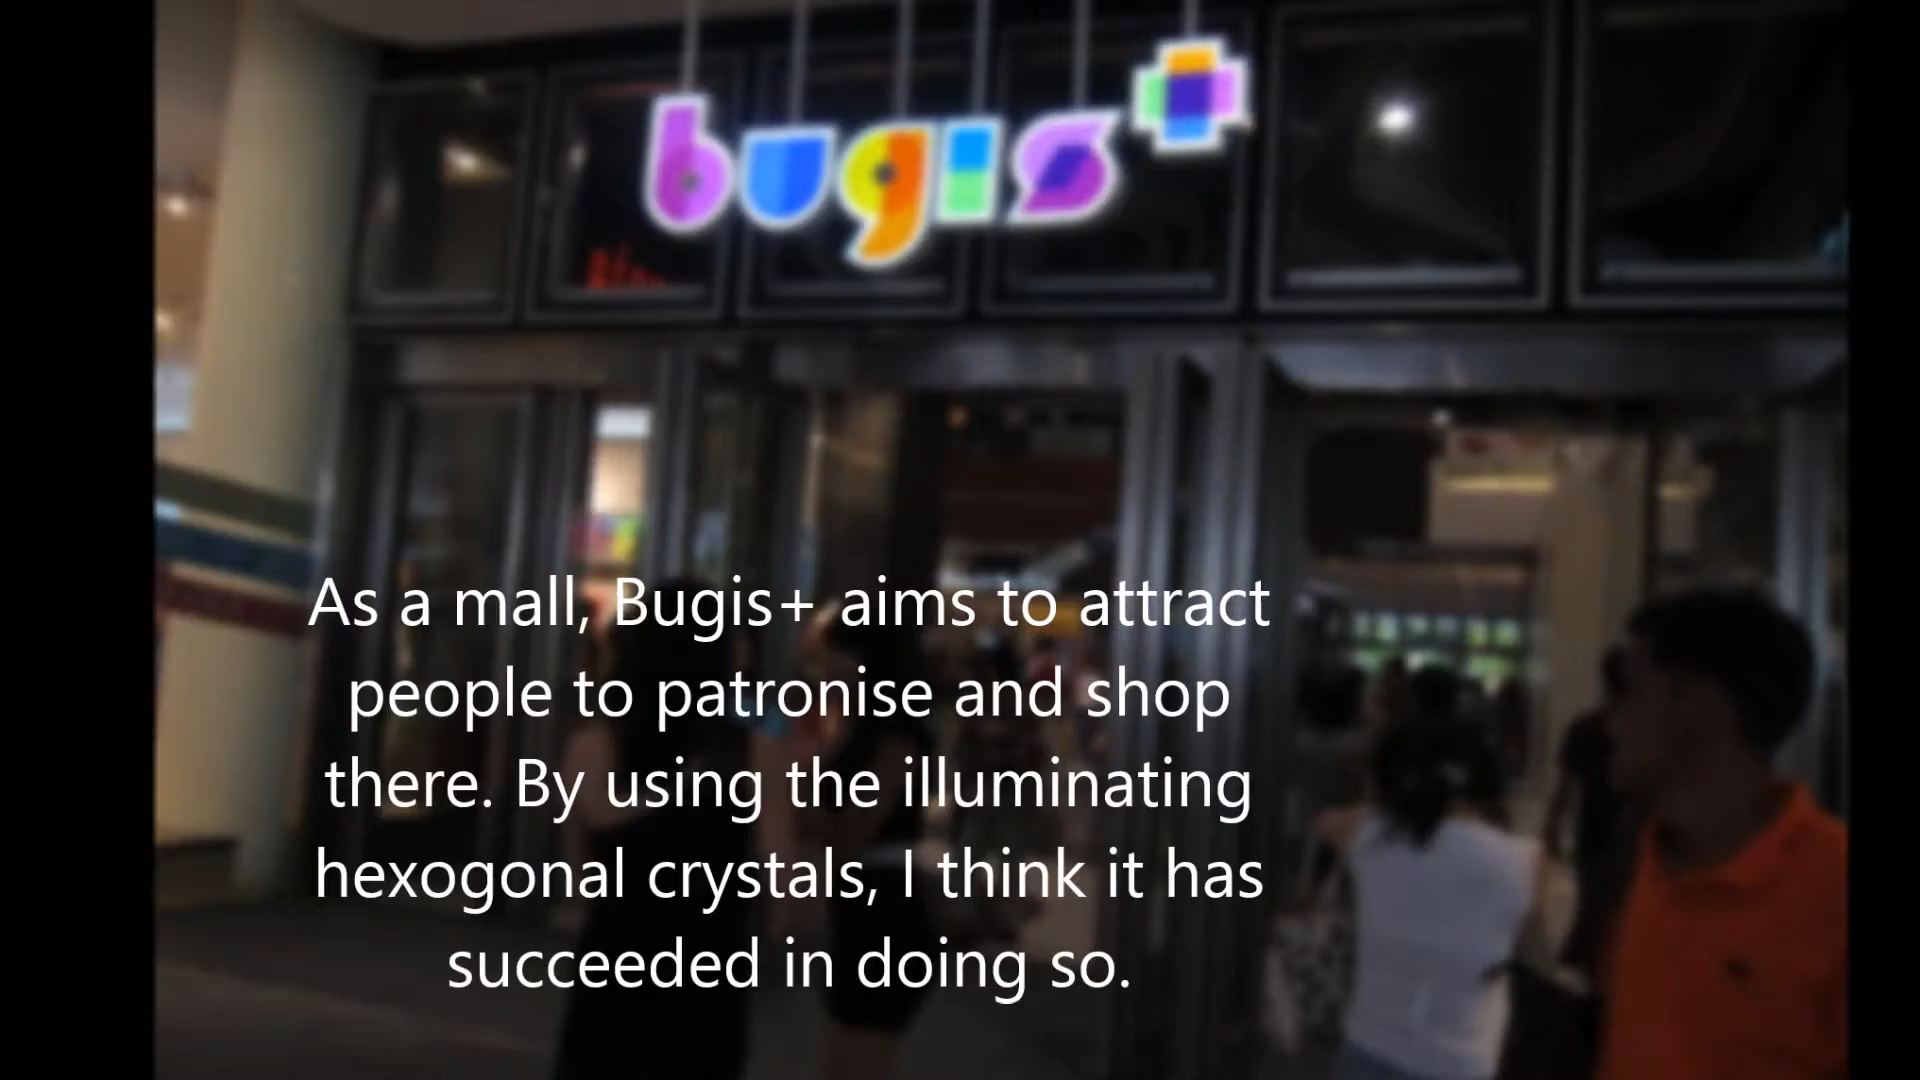 bugis+
As a mall, Bugis+ aims to attract
people to patronise and shop
there. By using the illuminating
hexogonal crystals, I think it has
succeeded in doing so.